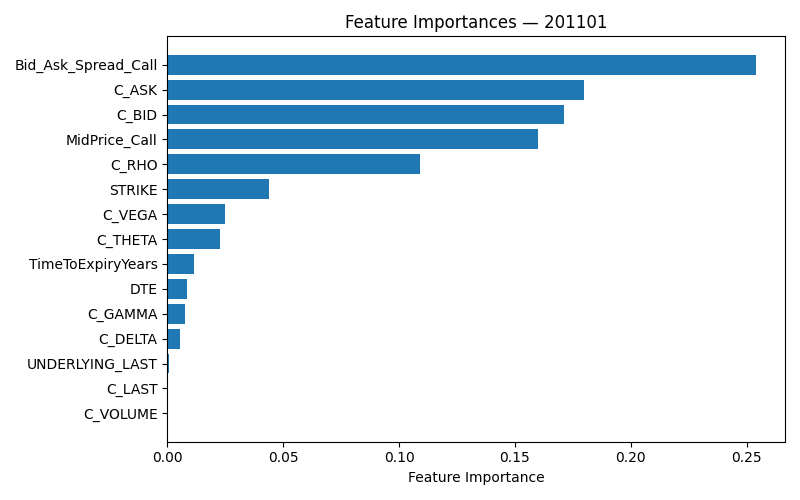 Feature Importances — 201101
Bid_Ask_Spread_Call
C_ASK
C_BID
MidPrice_Call
C_RHO
STRIKE
C_VEGA
C_THETA
TimeToExpiryYears
DTE
C_GAMMA
C_DELTA
UNDERLYING_LAST
C_LAST
C_VOLUME
0.00 0.05 0.10 0.15 0.20 0.25
Feature Importance